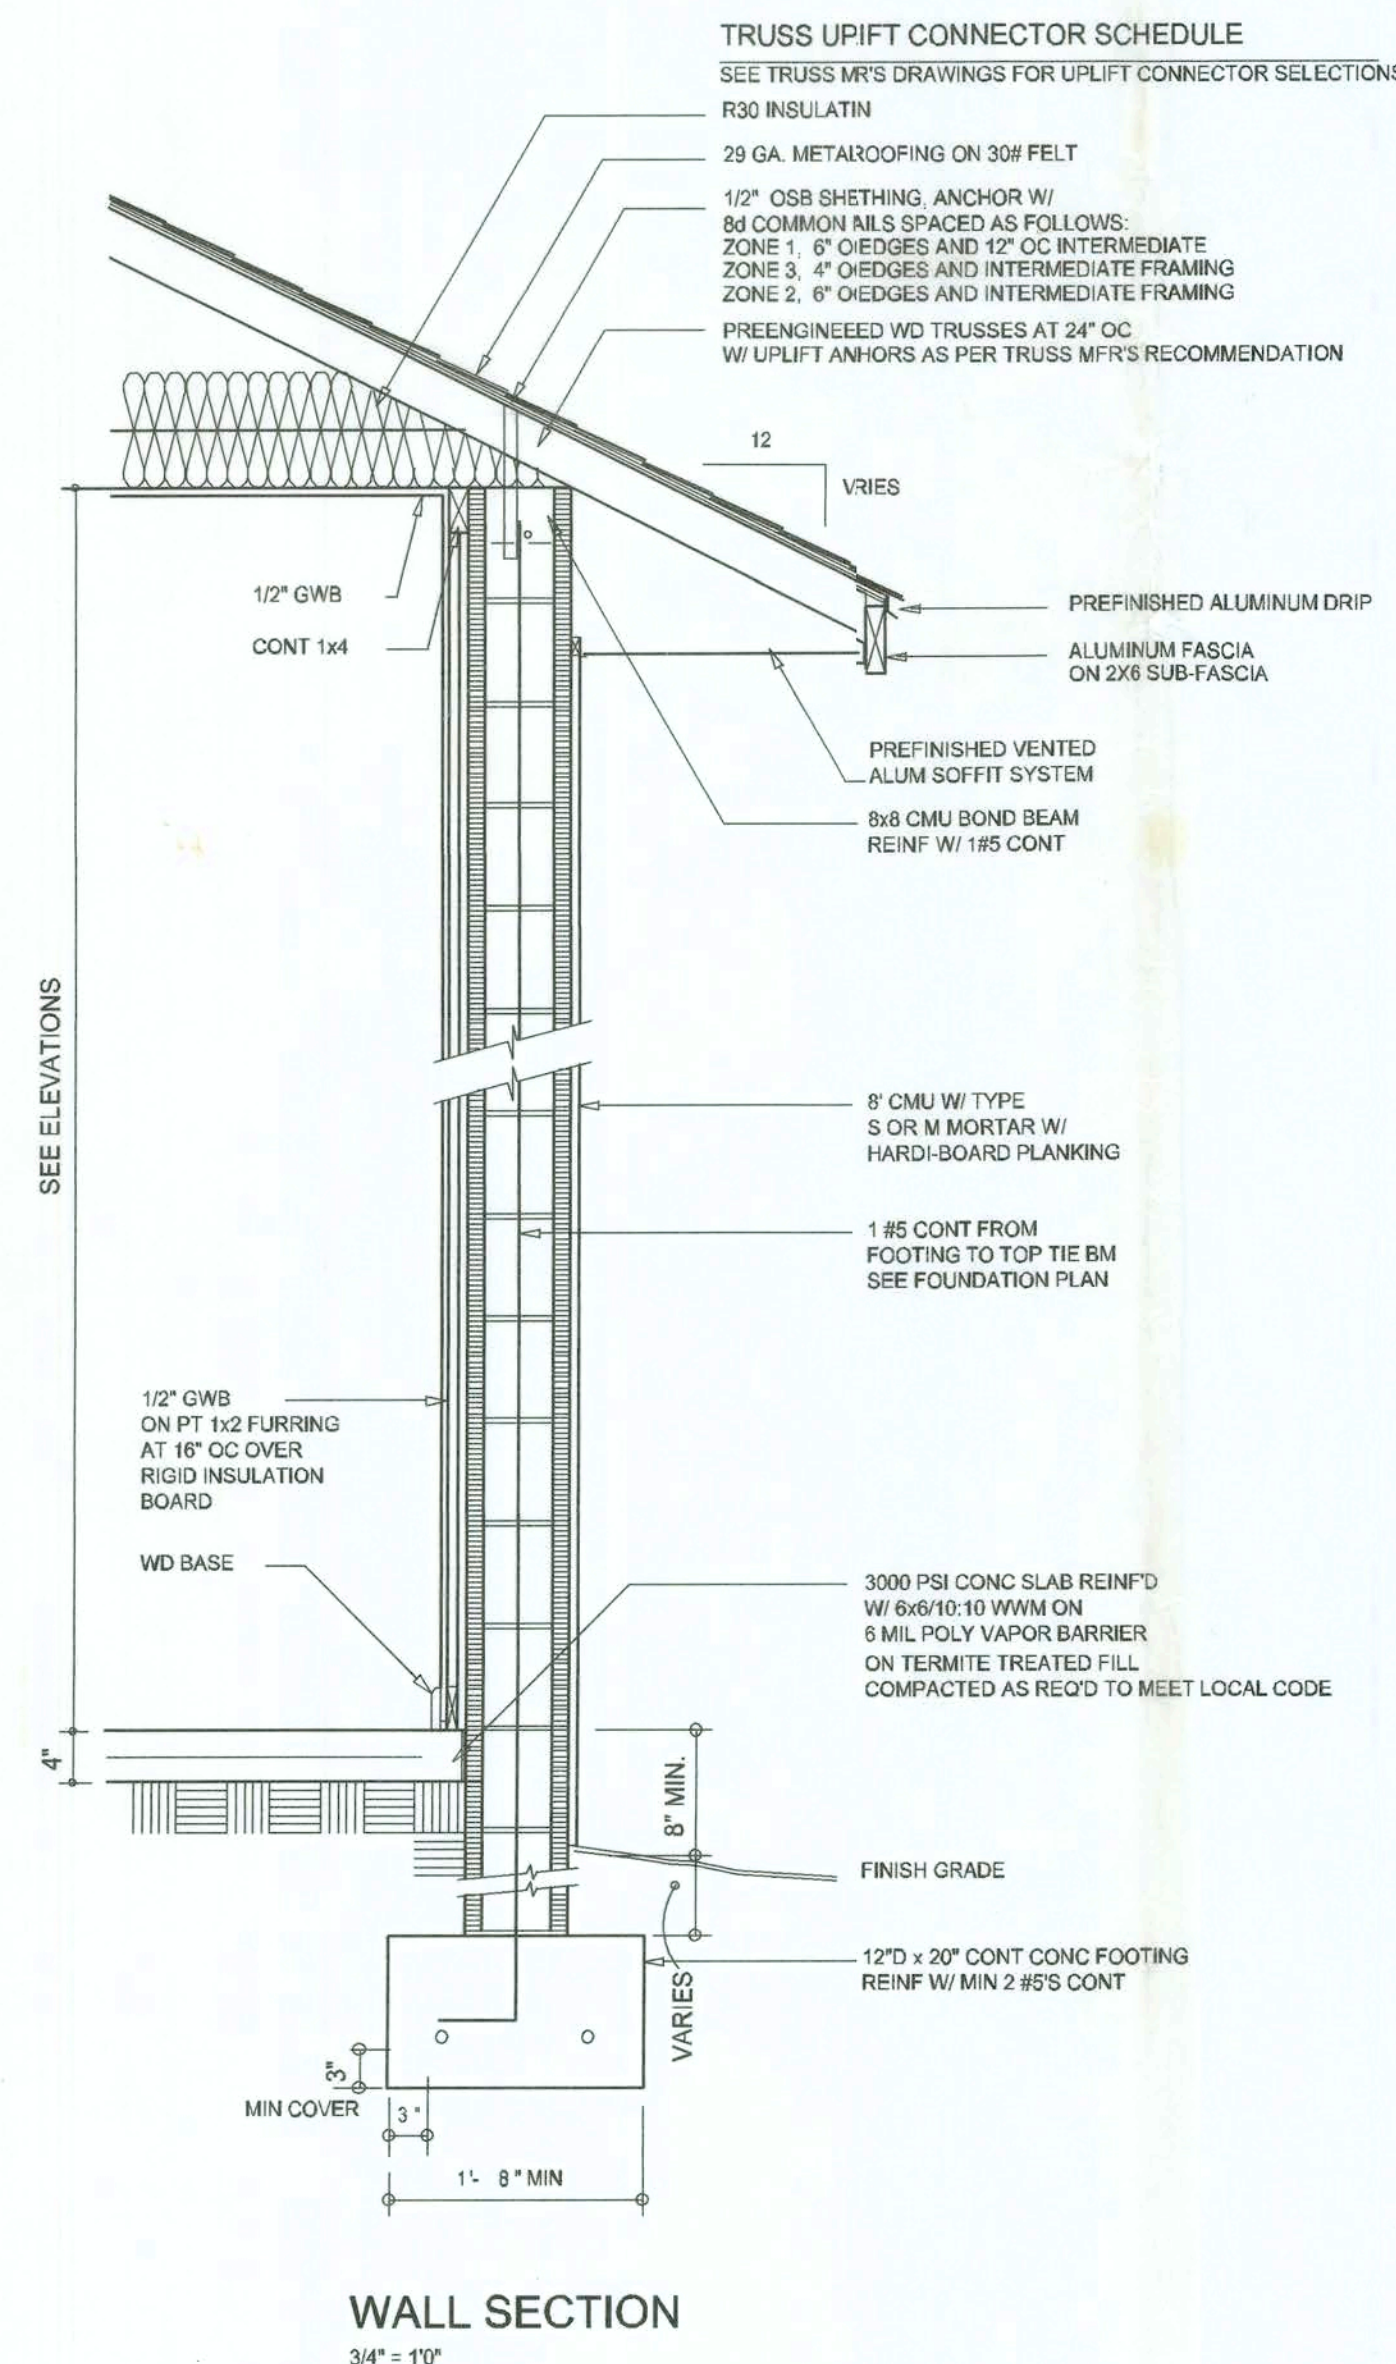 TRUSS UP.IFT CONNECTOR SCHEDULE
SEE TRUSS MR'S DRAWINGS FOR UPLIFT CONNECTOR SELECTIONS
R30 INSULATIN
29 GA. METAL ROOFING ON 30# FELT
1/2" OSB SHETHING, ANCHOR W/
8d COMMON AILS SPACED AS FOLLOWS:
ZONE 1, 6" O EDGES AND 12" OC INTERMEDIATE
ZONE 3, 4" O EDGES AND INTERMEDIATE FRAMING
ZONE 2, 6" O EDGES AND INTERMEDIATE FRAMING
PREENGINEEED WD TRUSSES AT 24" OC
W/ UPLIFT ANHORS AS PER TRUSS MFR'S RECOMMENDATION
12
VRIES
1/2" GWB
CONT 1x4
PREFINISHED ALUMINUM DRIP
ALUMINUM FASCIA
ON 2X6 SUB-FASCIA
PREFINISHED VENTED
ALUM SOFFIT SYSTEM
8x8 CMU BOND BEAM
REINF W/ 1#5 CONT
SEE ELEVATIONS
8' CMU W/ TYPE
S OR M MORTAR W/
HARDI-BOARD PLANKING
1 #5 CONT FROM
FOOTING TO TOP TIE BM
SEE FOUNDATION PLAN
1/2" GWB
ON PT 1x2 FURRING
AT 16" OC OVER
RIGID INSULATION
BOARD
WD BASE
3000 PSI CONC SLAB REINF'D
W/ 6x6/10:10 WWM ON
6 MIL POLY VAPOR BARRIER
ON TERMITE TREATED FILL
COMPACTED AS REQ'D TO MEET LOCAL CODE
4"
8" MIN.
FINISH GRADE
12"D x 20" CONT CONC FOOTING
REINF W/ MIN 2 #5'S CONT
VARIES
3"
MIN COVER
3 "
1'- 8 " MIN
WALL SECTION
3/4" = 1'0"